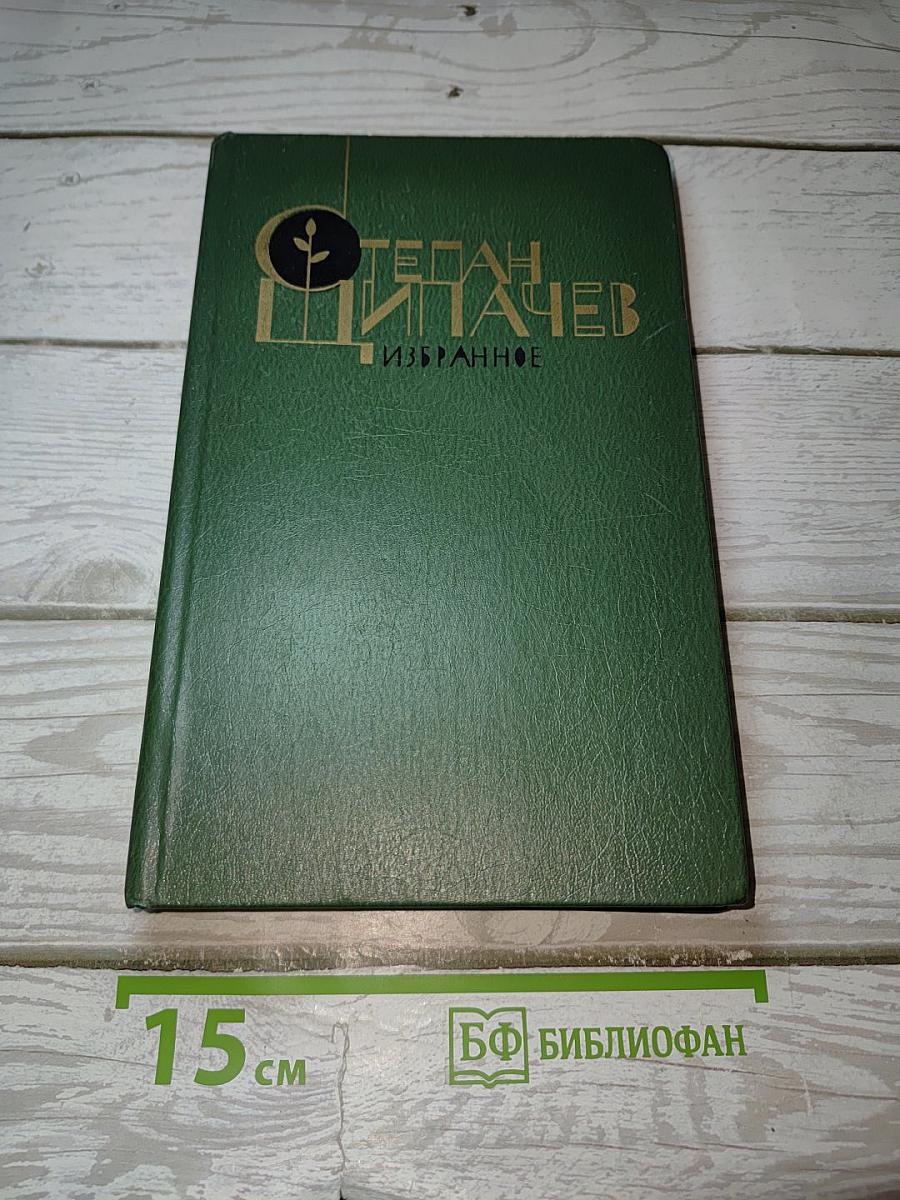 СТЕПАН
ЩИПАЧЕВ
ИЗБРАННОЕ
15 см
БФ БИБЛИОФАН